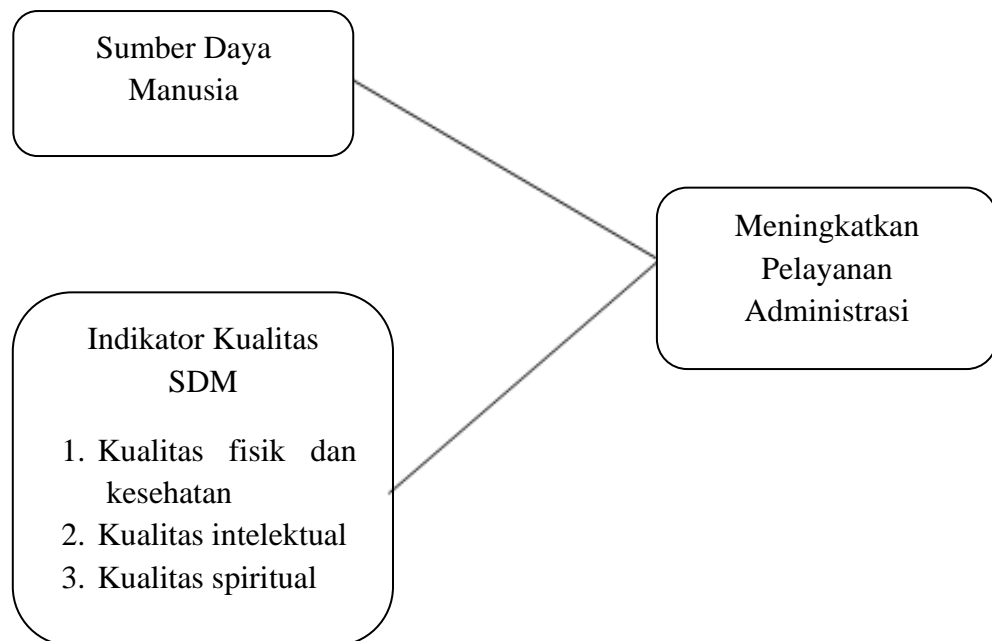 Sumber Daya
Manusia
Meningkatkan
Pelayanan
Administrasi
Indikator Kualitas
SDM
1. Kualitas fisik dan
kesehatan
2. Kualitas intelektual
3. Kualitas spiritual